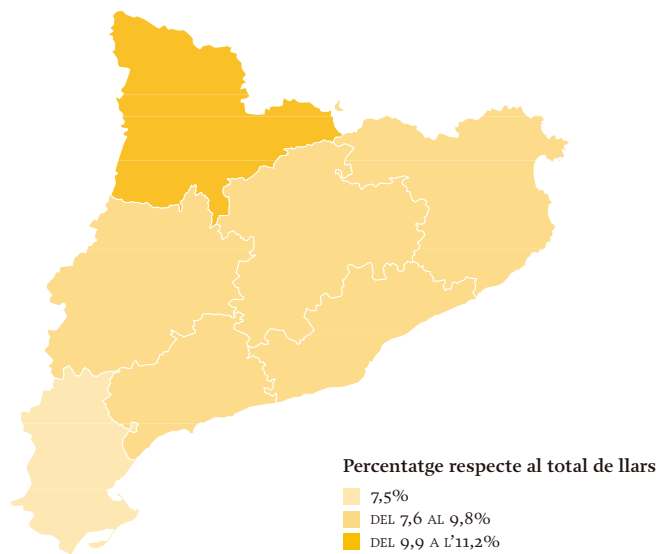 Percentatge respecte al total de llars
7,5%
DEL 7,6 AL 9,8%
DEL 9,9 A L'11,2%